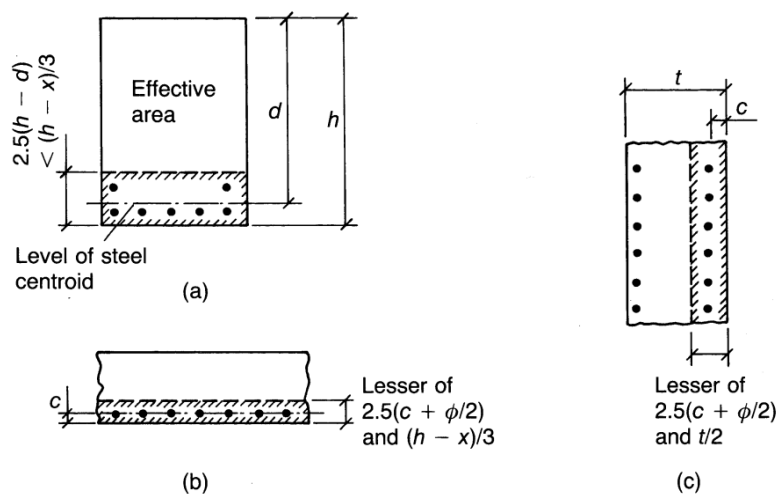 2.5(h − d)
< (h − x)/3
Effective
area
d
h
Level of steel
centroid
(a)
t
c
c
Lesser of
2.5(c + ϕ/2)
and (h − x)/3
(b)
Lesser of
2.5(c + ϕ/2)
and t/2
(c)